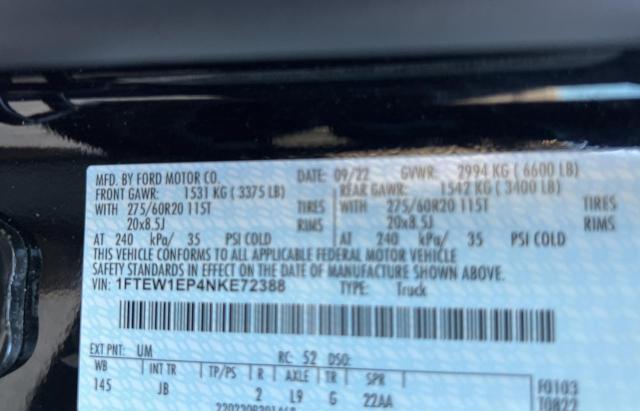 MFD. BY FORD MOTOR CO. DATE: 09/22 GVWR: 2994 KG ( 6600 LB)
FRONT GAWR: 1531 KG ( 3375 LB) REAR GAWR: 1542 KG ( 3400 LB)
WITH 275/60R20 115T TIRES WITH 275/60R20 115T TIRES
20x8.5J RIMS 20x8.5J RIMS
AT 240 kPa/ 35 PSI COLD AT 240 kPa/ 35 PSI COLD
THIS VEHICLE CONFORMS TO ALL APPLICABLE FEDERAL MOTOR VEHICLE
SAFETY STANDARDS IN EFFECT ON THE DATE OF MANUFACTURE SHOWN ABOVE.
VIN: 1FTEW1EP4NKE72388 TYPE: Truck
EXT PNT: UM RC: 52 DSO:
WB INT TR TP/PS R AXLE TR SPR F0103
145 JB 2 L9 G 22AA T0822